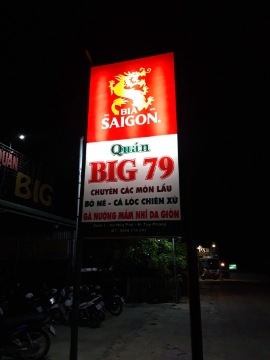 BIA
SAIGON
Quán
BIG 79
CHUYÊN CÁC MÓN LẨU
BÒ NÉ - CÁ LÓC CHIÊN XÙ
GÀ NƯỚNG MẮM NHĨ DA GIÒN
QUÁN
BIG